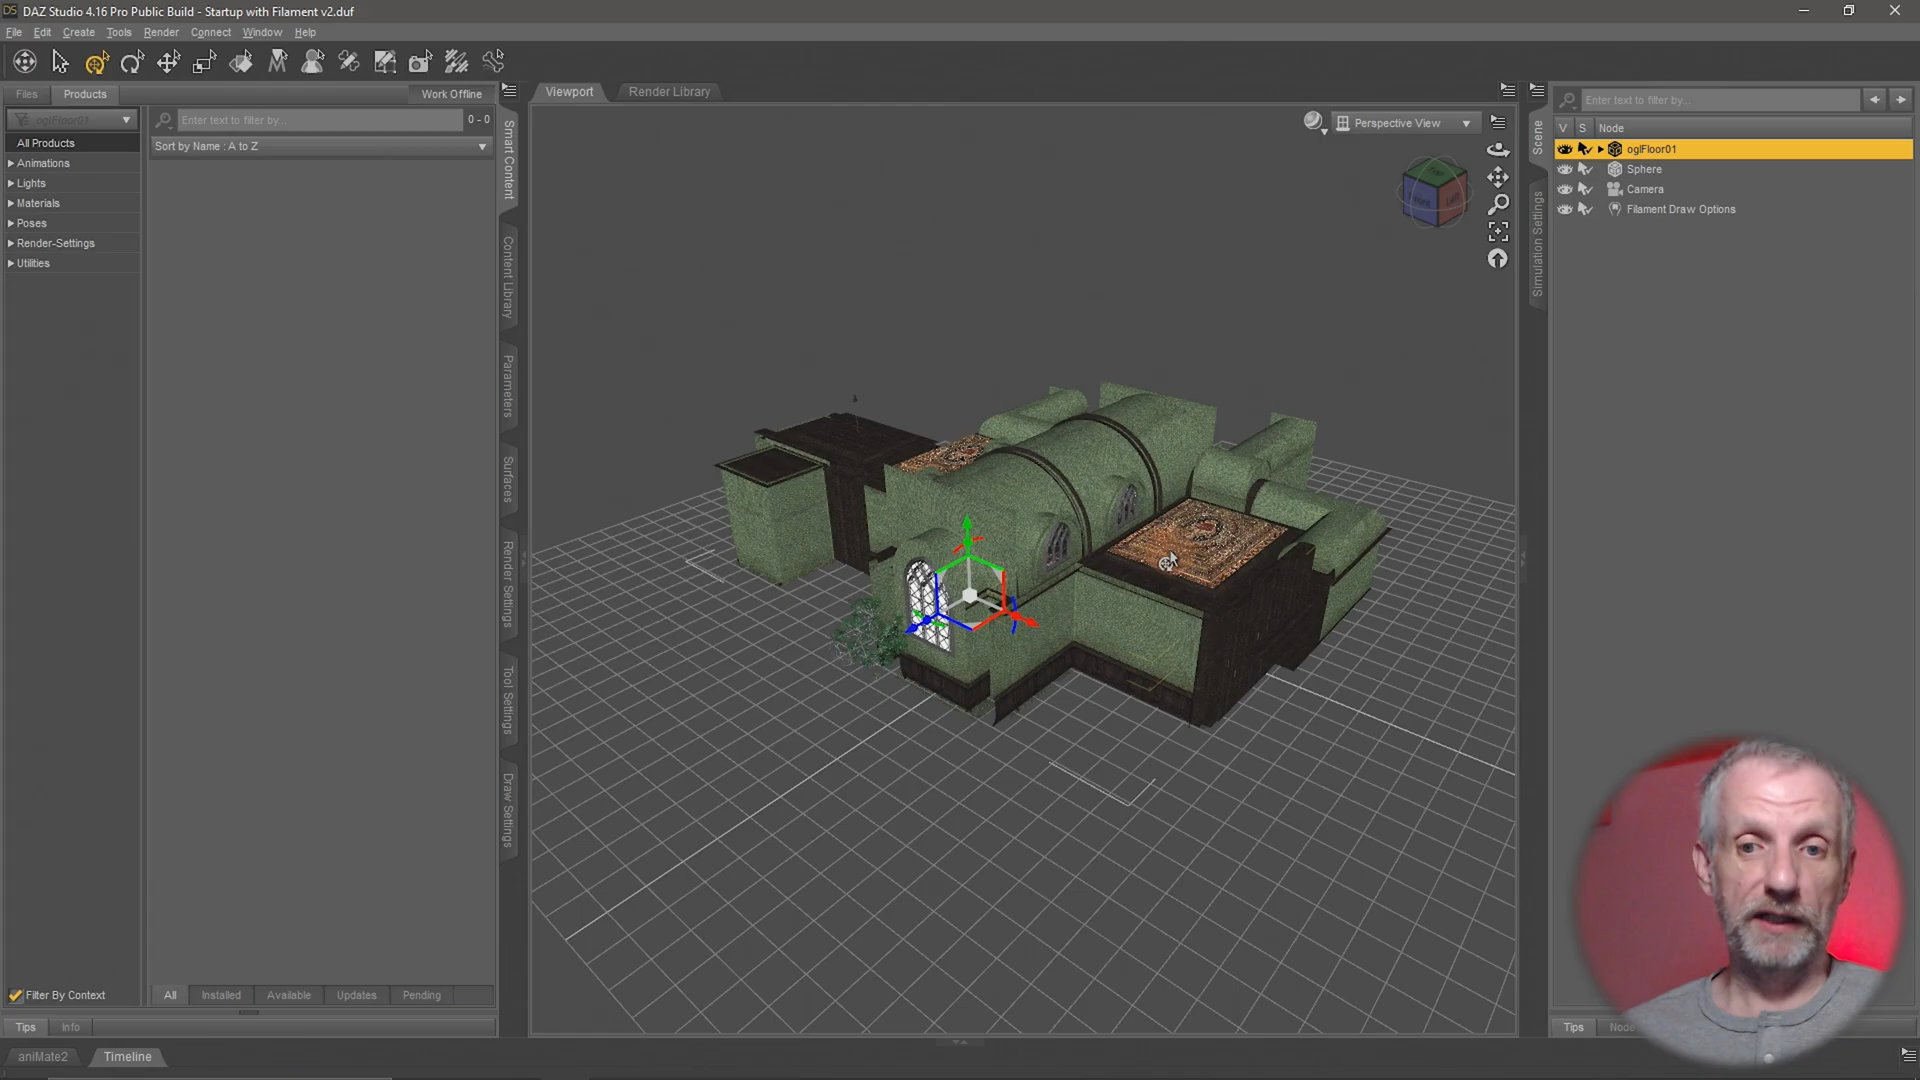 DAZ Studio 4.16 Pro Public Build - Startup with Filament v2.duf
File Edit Create Tools Render Connect Window Help
Files Products Work Offline
oglFloor01
Enter text to filter by... 0 - 0
Sort by Name : A to Z
All Products
Animations
Lights
Materials
Poses
Render-Settings
Utilities
Filter By Context
All Installed Available Updates Pending
Tips Info
aniMate2 Timeline
Smart Content
Content Library
Parameters
Surfaces
Render Settings
Tool Settings
Draw Settings
Viewport Render Library
Perspective View
Scene
Simulation Settings
Enter text to filter by...
V S Node
oglFloor01
Sphere
Camera
Filament Draw Options
Tips Node